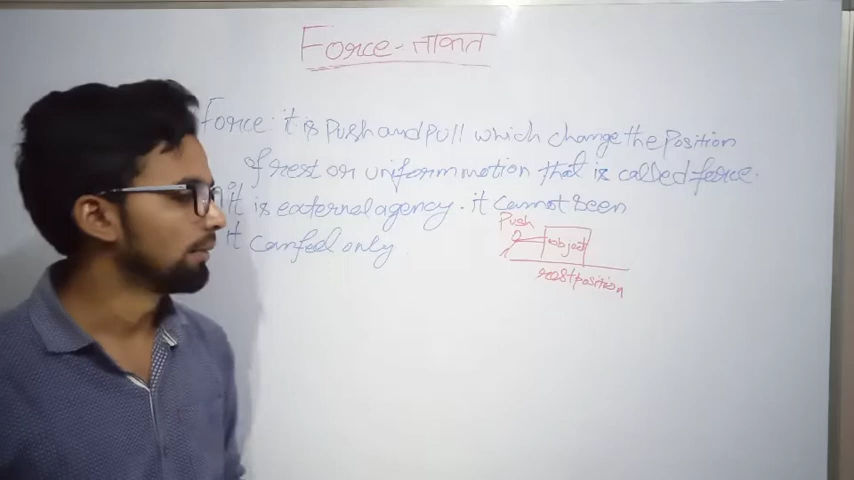 Force - ताकत
Force: it is Push and Pull which change the Position
of rest or uniform motion that is called force.
it is external agency. it cannot Seen
it can feel only
Push
object
rest position